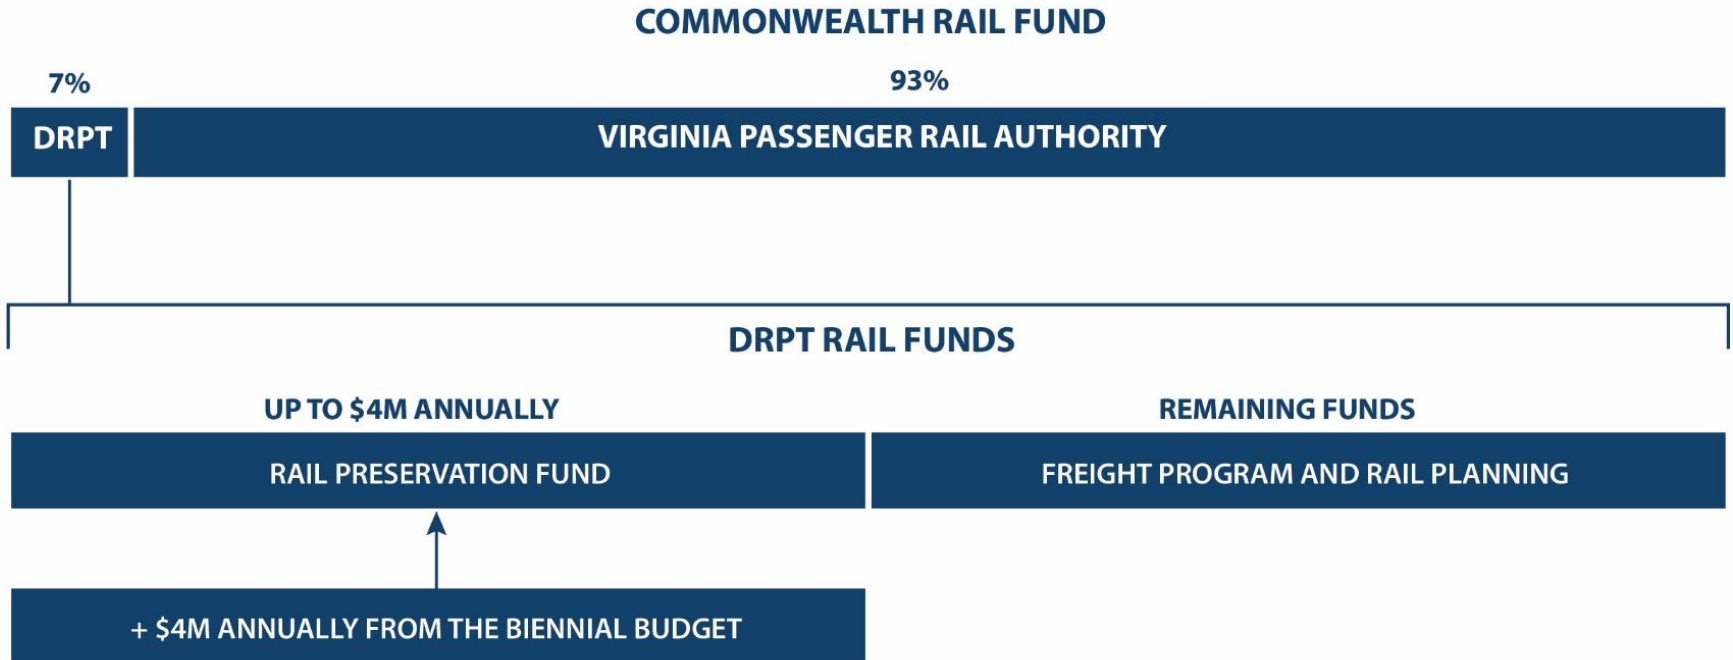 COMMONWEALTH RAIL FUND
7%
93%
DRPT
VIRGINIA PASSENGER RAIL AUTHORITY
DRPT RAIL FUNDS
UP TO $4M ANNUALLY
REMAINING FUNDS
RAIL PRESERVATION FUND
FREIGHT PROGRAM AND RAIL PLANNING
+ $4M ANNUALLY FROM THE BIENNIAL BUDGET